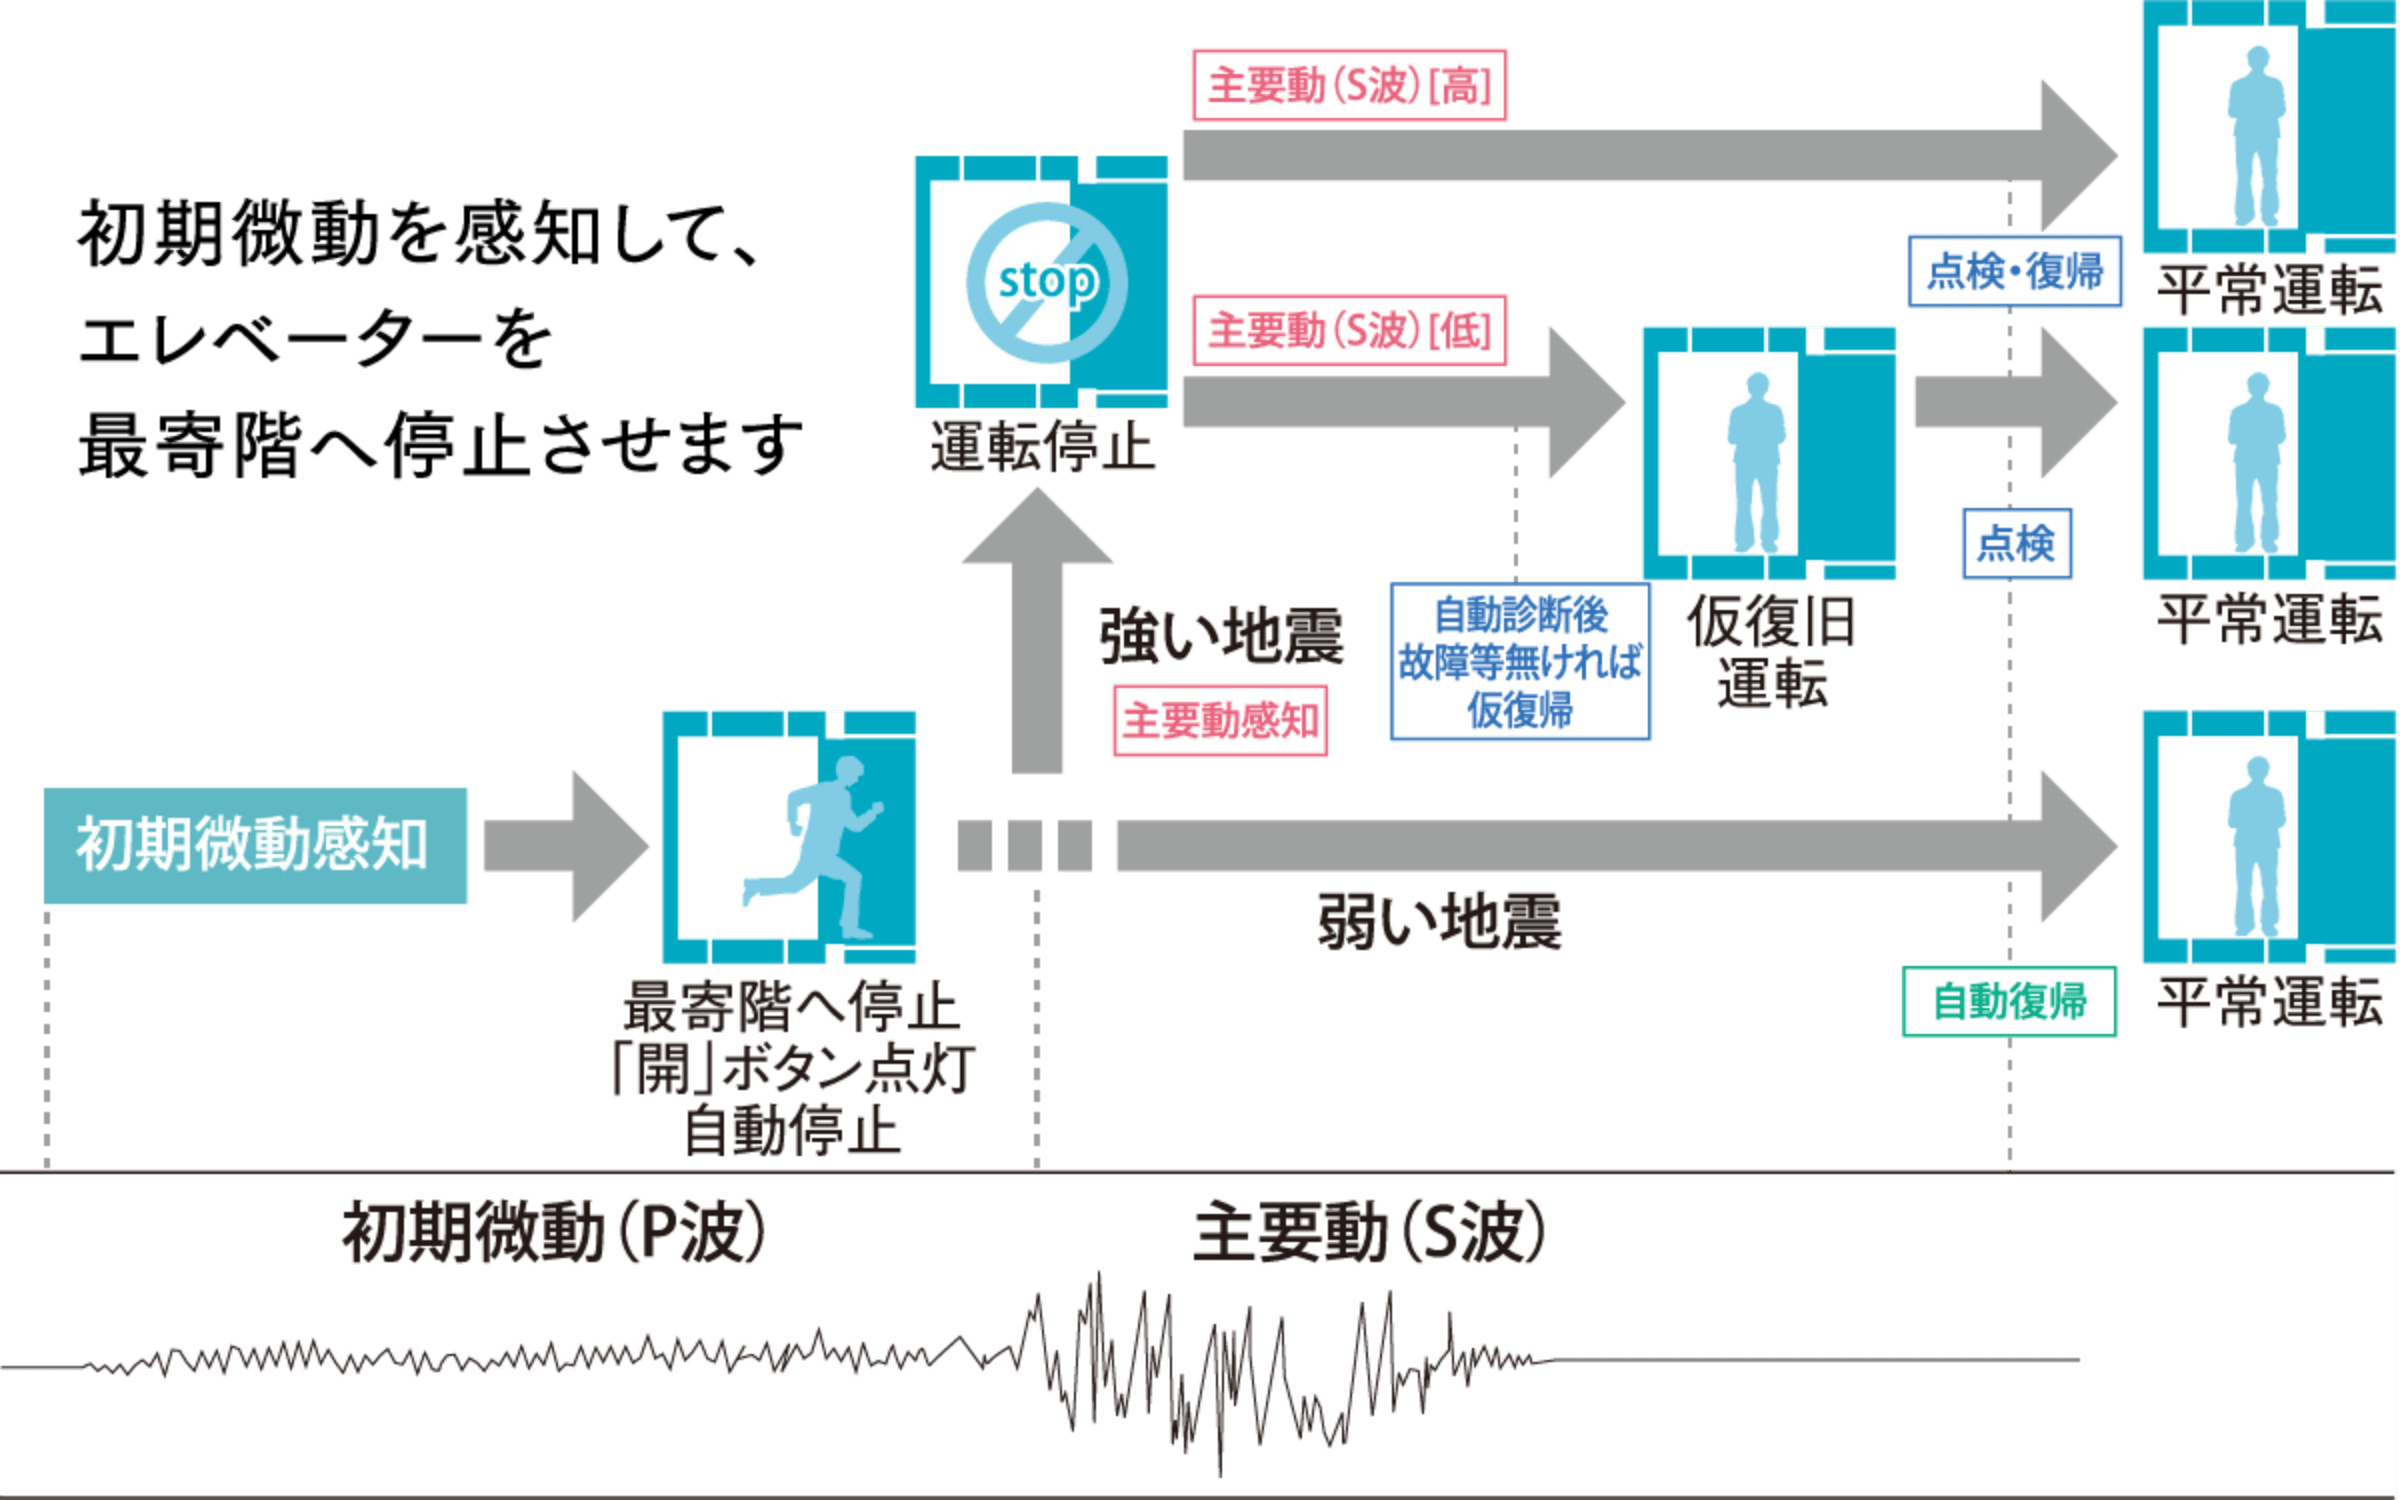 初期微動を感知して、
エレベーターを
最寄階へ停止させます
主要動（S波）[高]
点検・復帰
平常運転
stop
運転停止
主要動（S波）[低]
自動診断後
故障等無ければ
仮復帰
仮復旧
運転
点検
平常運転
強い地震
主要動感知
初期微動感知
最寄階へ停止
「開」ボタン点灯
自動停止
弱い地震
自動復帰
平常運転
初期微動（P波）
主要動（S波）